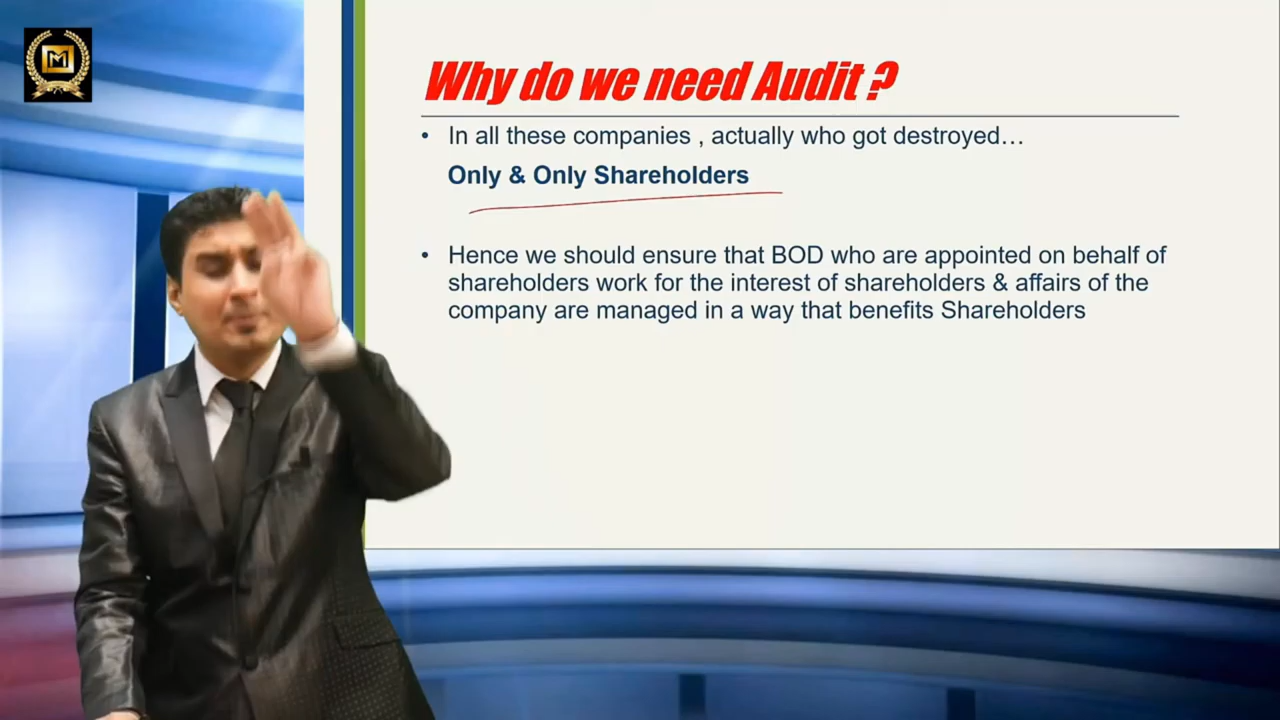 M
Why do we need Audit ?
• In all these companies , actually who got destroyed…
Only & Only Shareholders
• Hence we should ensure that BOD who are appointed on behalf of
shareholders work for the interest of shareholders & affairs of the
company are managed in a way that benefits Shareholders